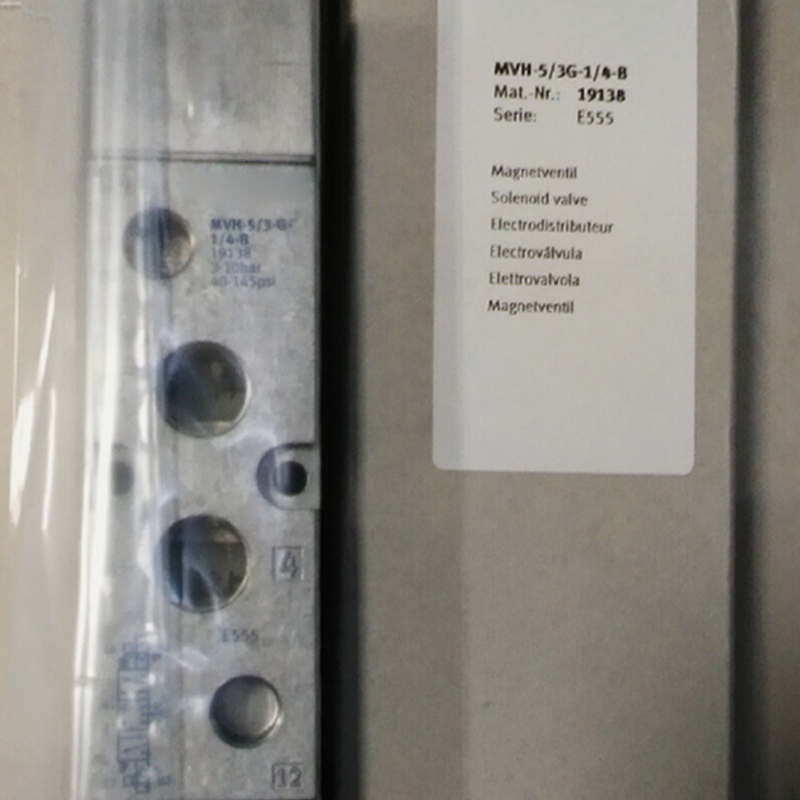 MVH-5/3-G-
1/4-B
19138
3-10bar
40-145psi
4
E555
12
MVH-5/3G-1/4-B
Mat.-Nr.: 19138
Serie: E555
Magnetventil
Solenoid valve
Electrodistributeur
Electroválvula
Elettrovalvola
Magnetventil